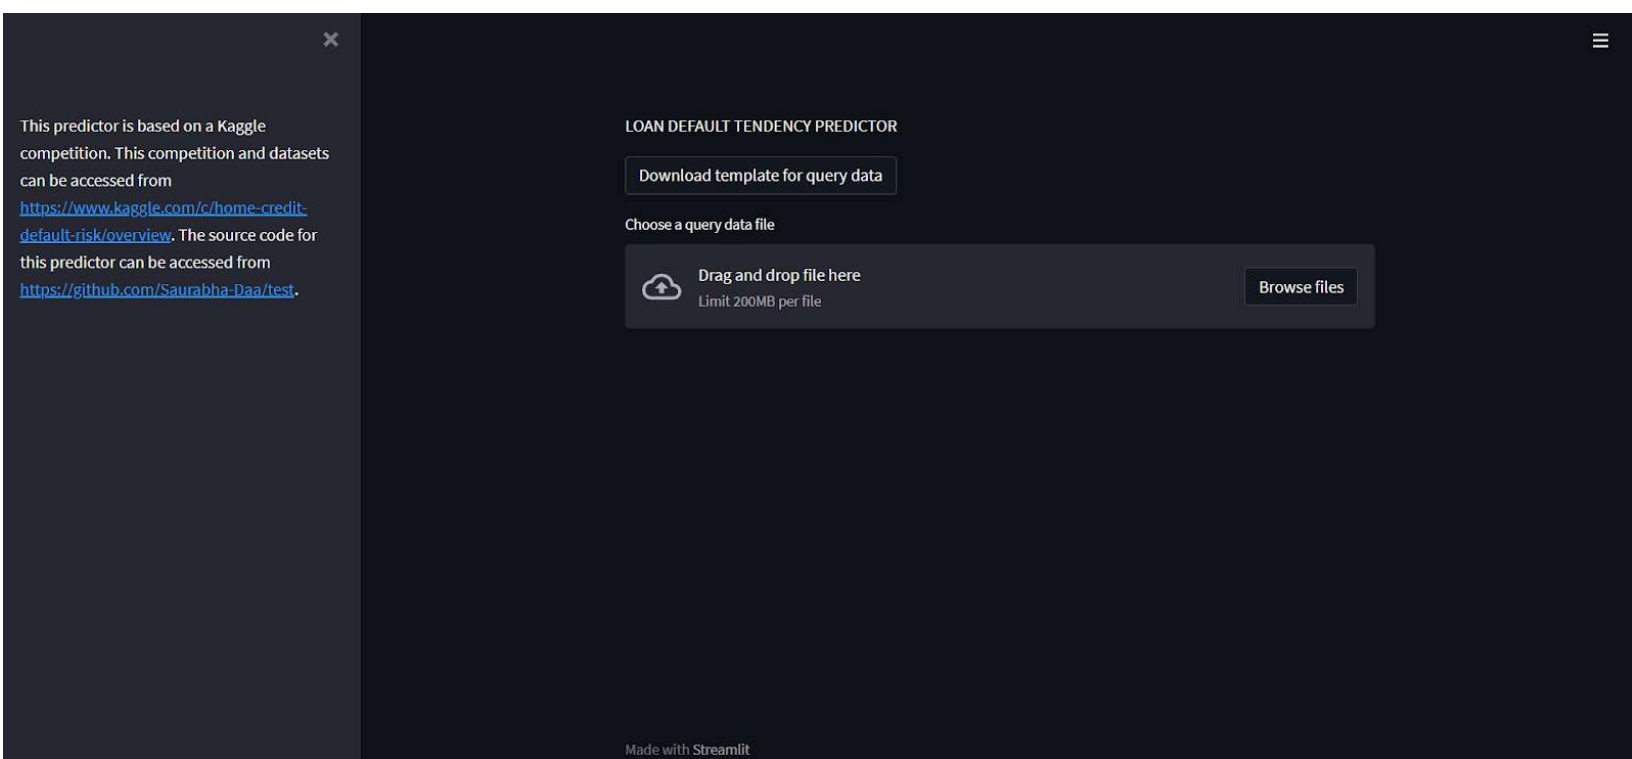 This predictor is based on a Kaggle
competition. This competition and datasets
can be accessed from
https://www.kaggle.com/c/home-credit-
default-risk/overview. The source code for
this predictor can be accessed from
https://github.com/Saurabha-Daa/test.
LOAN DEFAULT TENDENCY PREDICTOR
Download template for query data
Choose a query data file
Drag and drop file here
Limit 200MB per file
Browse files
Made with Streamlit